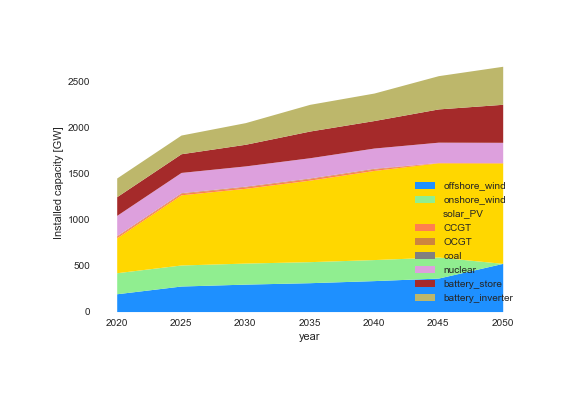 Installed capacity [GW]
2500
2000
1500
1000
500
0
offshore_wind
onshore_wind
solar_PV
CCGT
OCGT
coal
nuclear
battery_store
battery_inverter
2020 2025 2030 2035 2040 2045 2050
year